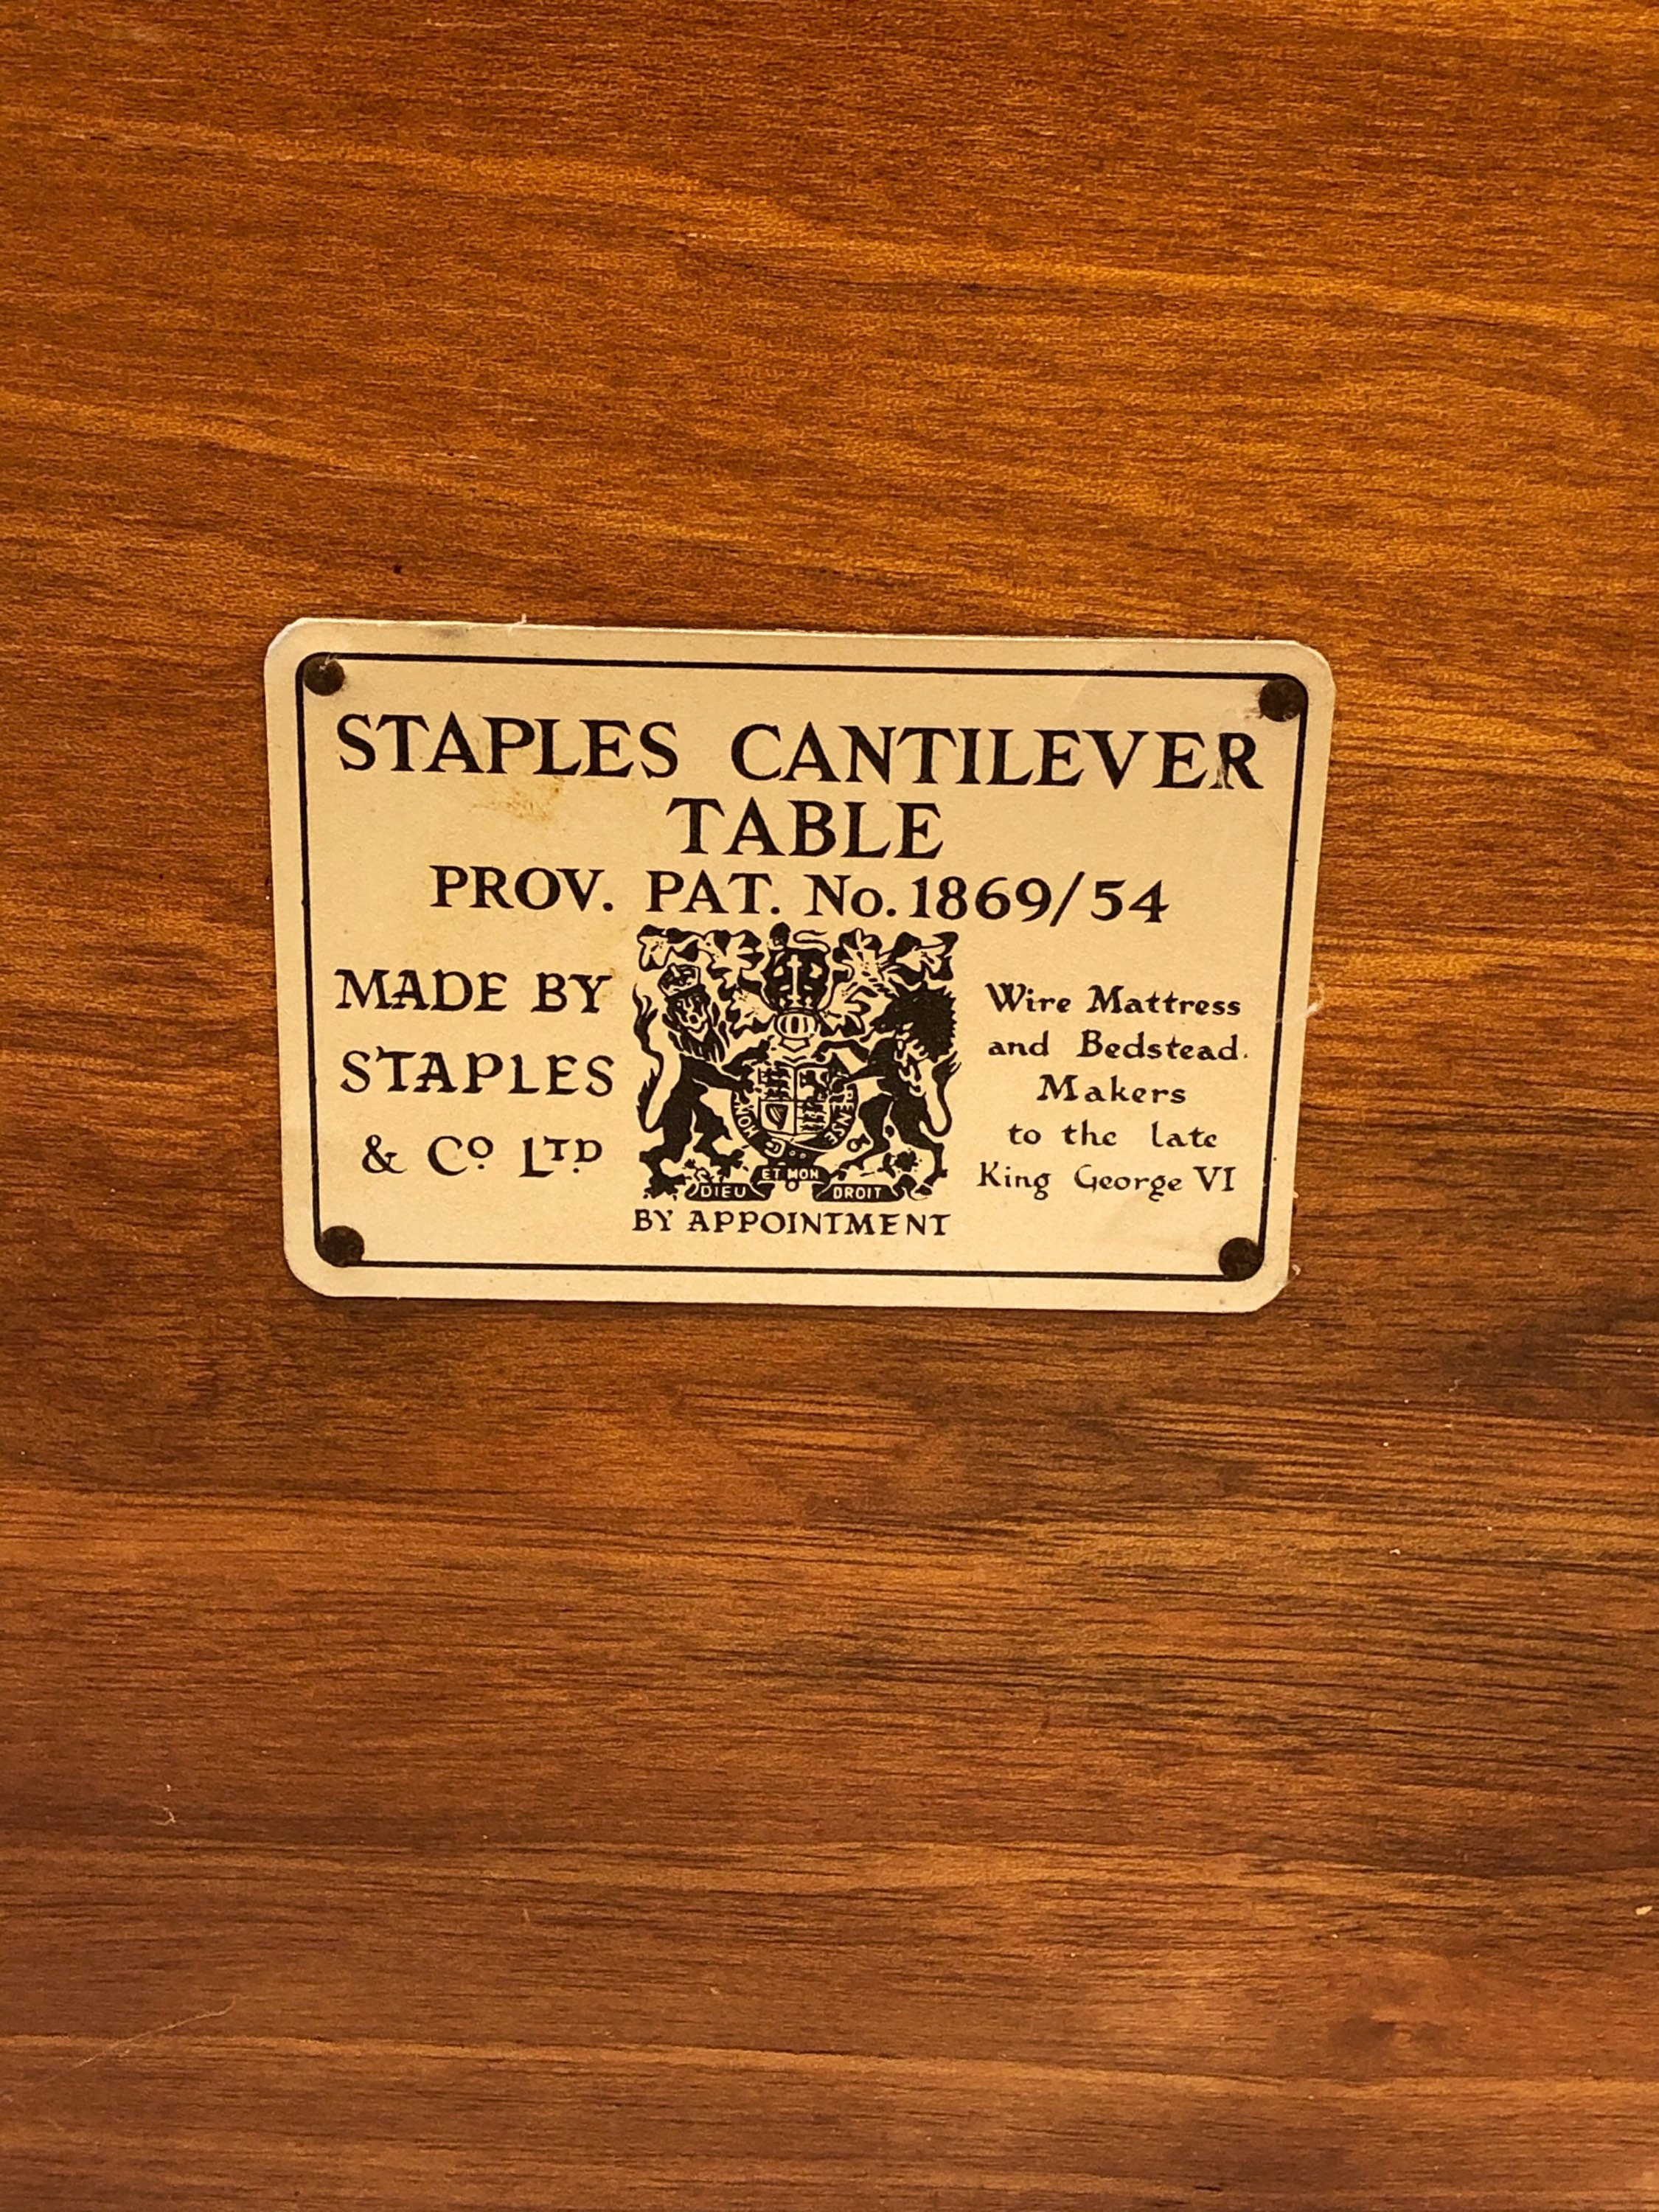 STAPLES CANTILEVER
TABLE
PROV. PAT. No. 1869/54
MADE BY
STAPLES
& Co LTD
DIEU ET MON DROIT
BY APPOINTMENT
Wire Mattress
and Bedstead.
Makers
to the late
King George VI